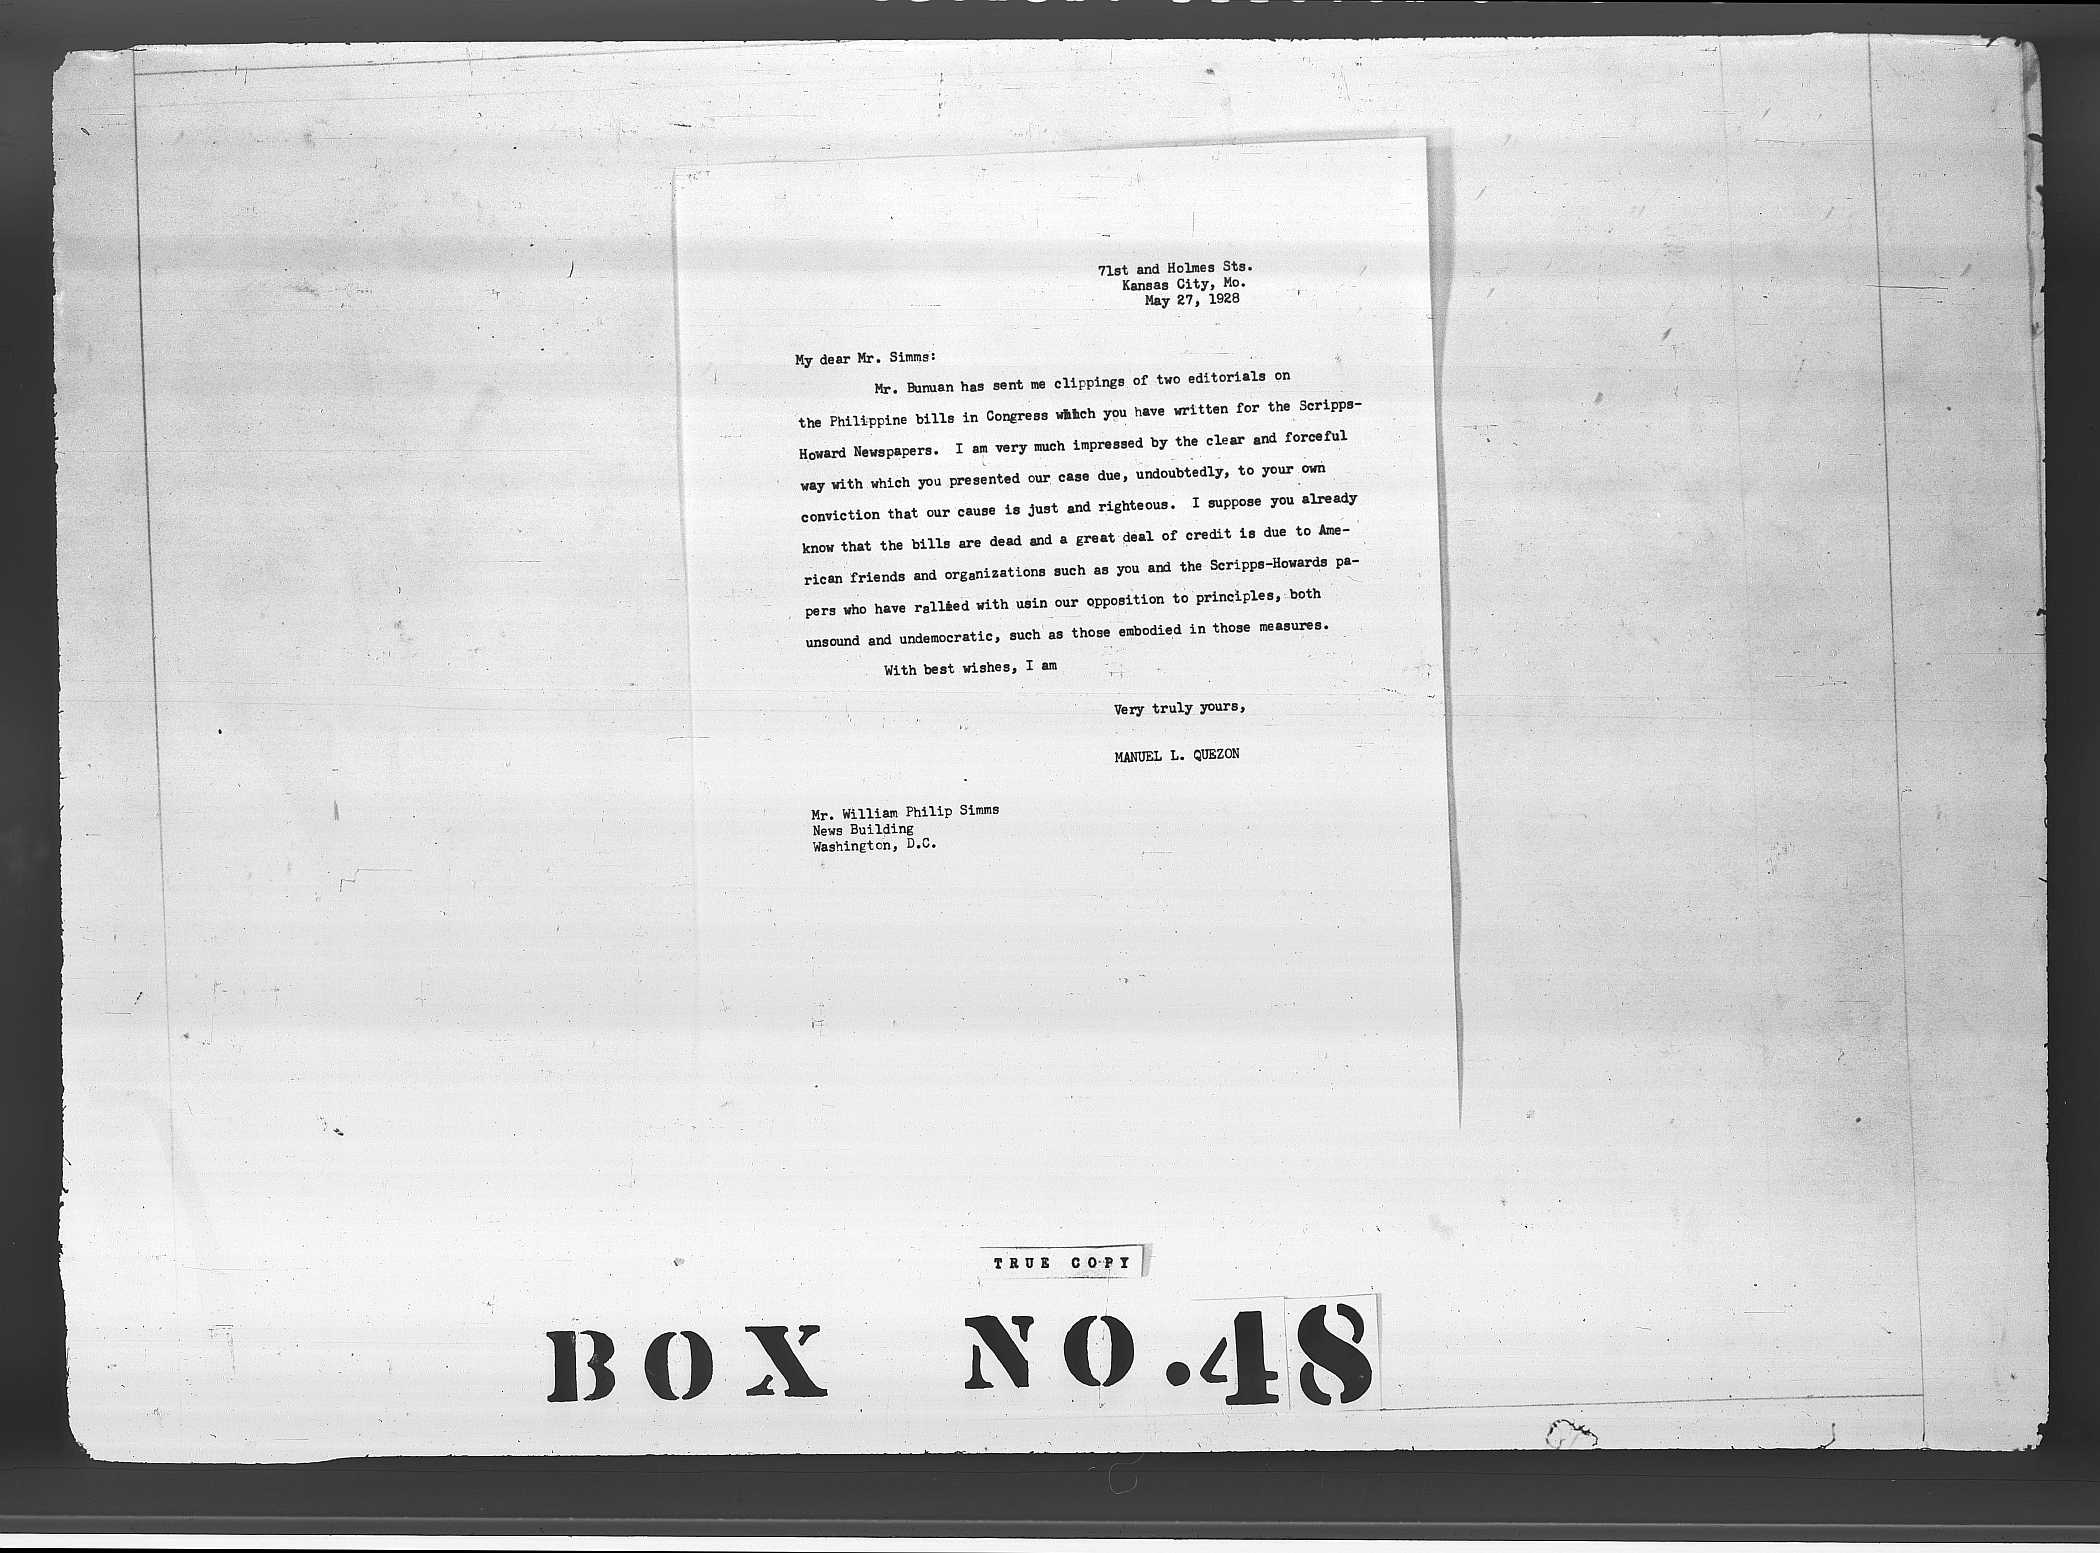 71st and Holmes Sts.
Kansas City, Mo.
May 27, 1928
My dear Mr. Simms:
Mr. Bunuan has sent me clippings of two editorials on
the Philippine bills in Congress which you have written for the Scripps-
Howard Newspapers. I am very much impressed by the clear and forceful
way with which you presented our case due, undoubtedly, to your own
conviction that our cause is just and righteous. I suppose you already
know that the bills are dead and a great deal of credit is due to Ame-
rican friends and organizations such as you and the Scripps-Howards pa-
pers who have rallied with usin our opposition to principles, both
unsound and undemocratic, such as those embodied in those measures.
With best wishes, I am
Very truly yours,
MANUEL L. QUEZON
Mr. William Philip Simms
News Building
Washington, D.C.
TRUE COPY
BOX NO.48